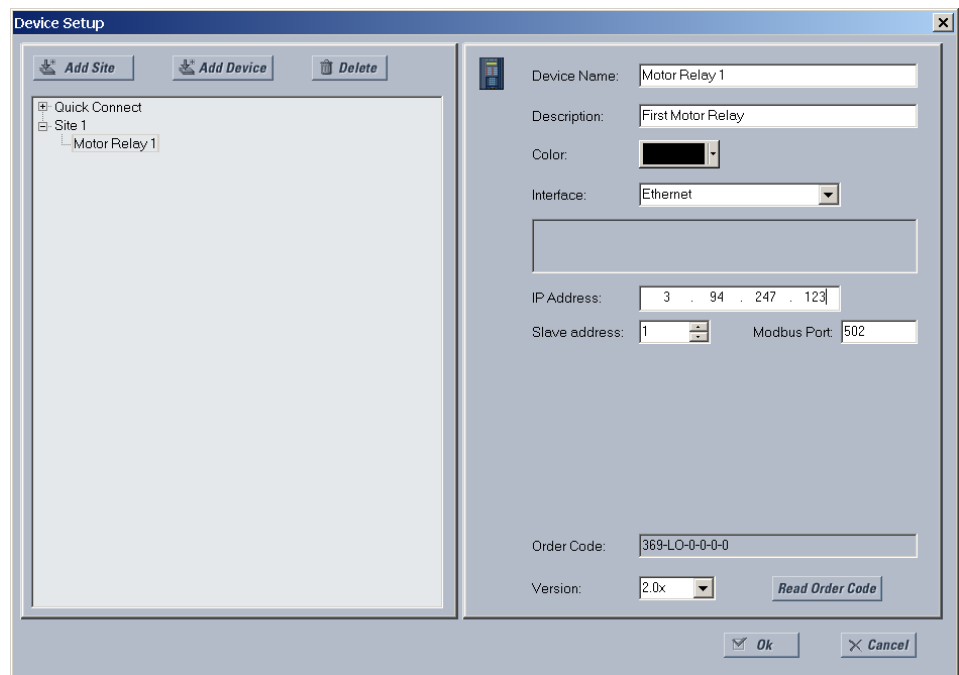 Device Setup
Add Site
Add Device
Delete
Quick Connect
Site 1
Motor Relay 1
Device Name: Motor Relay 1
Description: First Motor Relay
Color:
Interface: Ethernet
IP Address: 3 . 94 . 247 . 123
Slave address: 1 Modbus Port: 502
Order Code: 369-LO-0-0-0-0
Version: 2.0x Read Order Code
Ok
Cancel